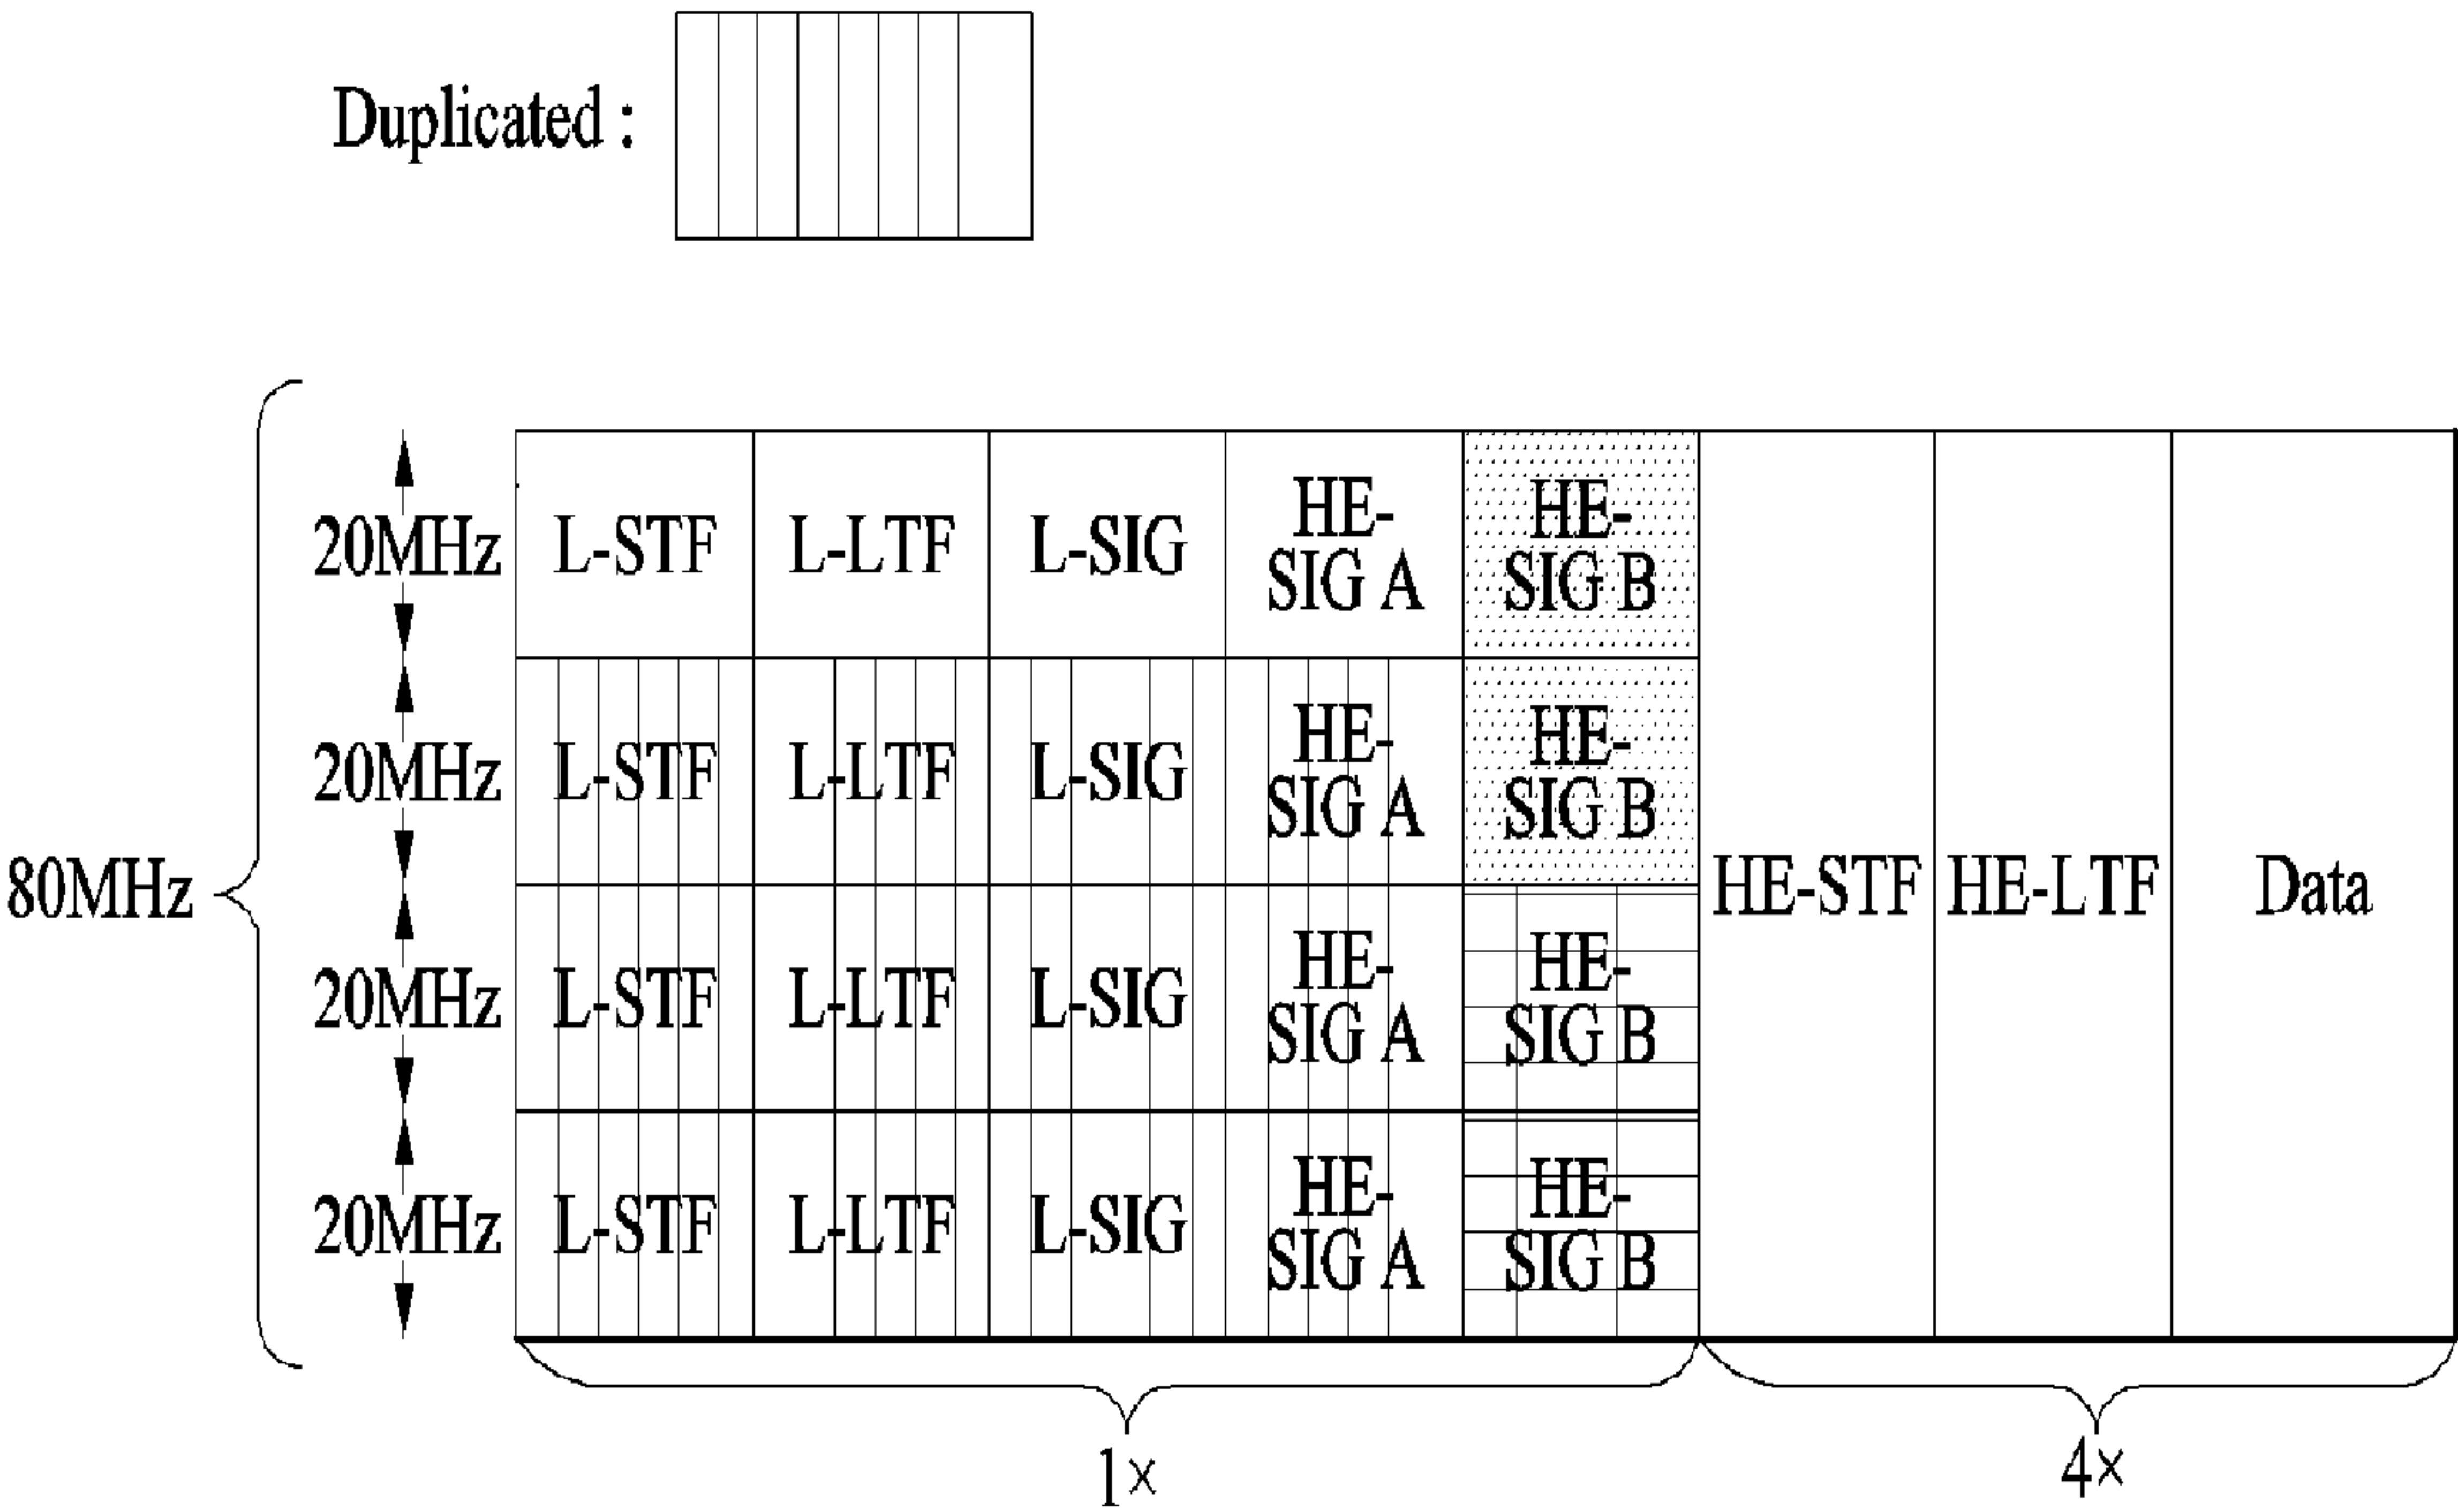 Duplicated :
80MHz
20MHz L-STF L-LTF L-SIG HE-SIG A HE-SIG B
20MHz L-STF L-LTF L-SIG HE-SIG A HE-SIG B
20MHz L-STF L-LTF L-SIG HE-SIG A HE-SIG B
20MHz L-STF L-LTF L-SIG HE-SIG A HE-SIG B
HE-STF HE-LTF Data
1× 4×